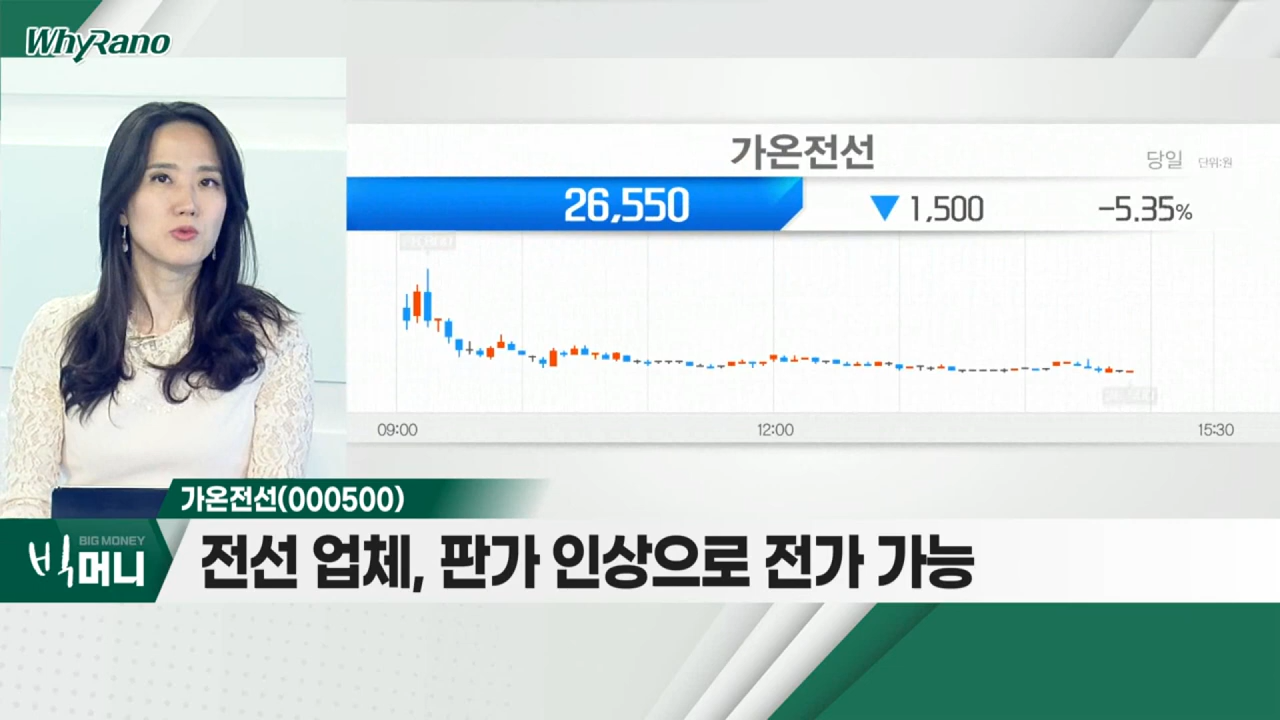 WhyRano
가온전선
당일 단위:원
26,550 ▼ 1,500 -5.35%
09:00 12:00 15:30
가온전선(000500)
BIG MONEY
빅머니
전선 업체, 판가 인상으로 전가 가능